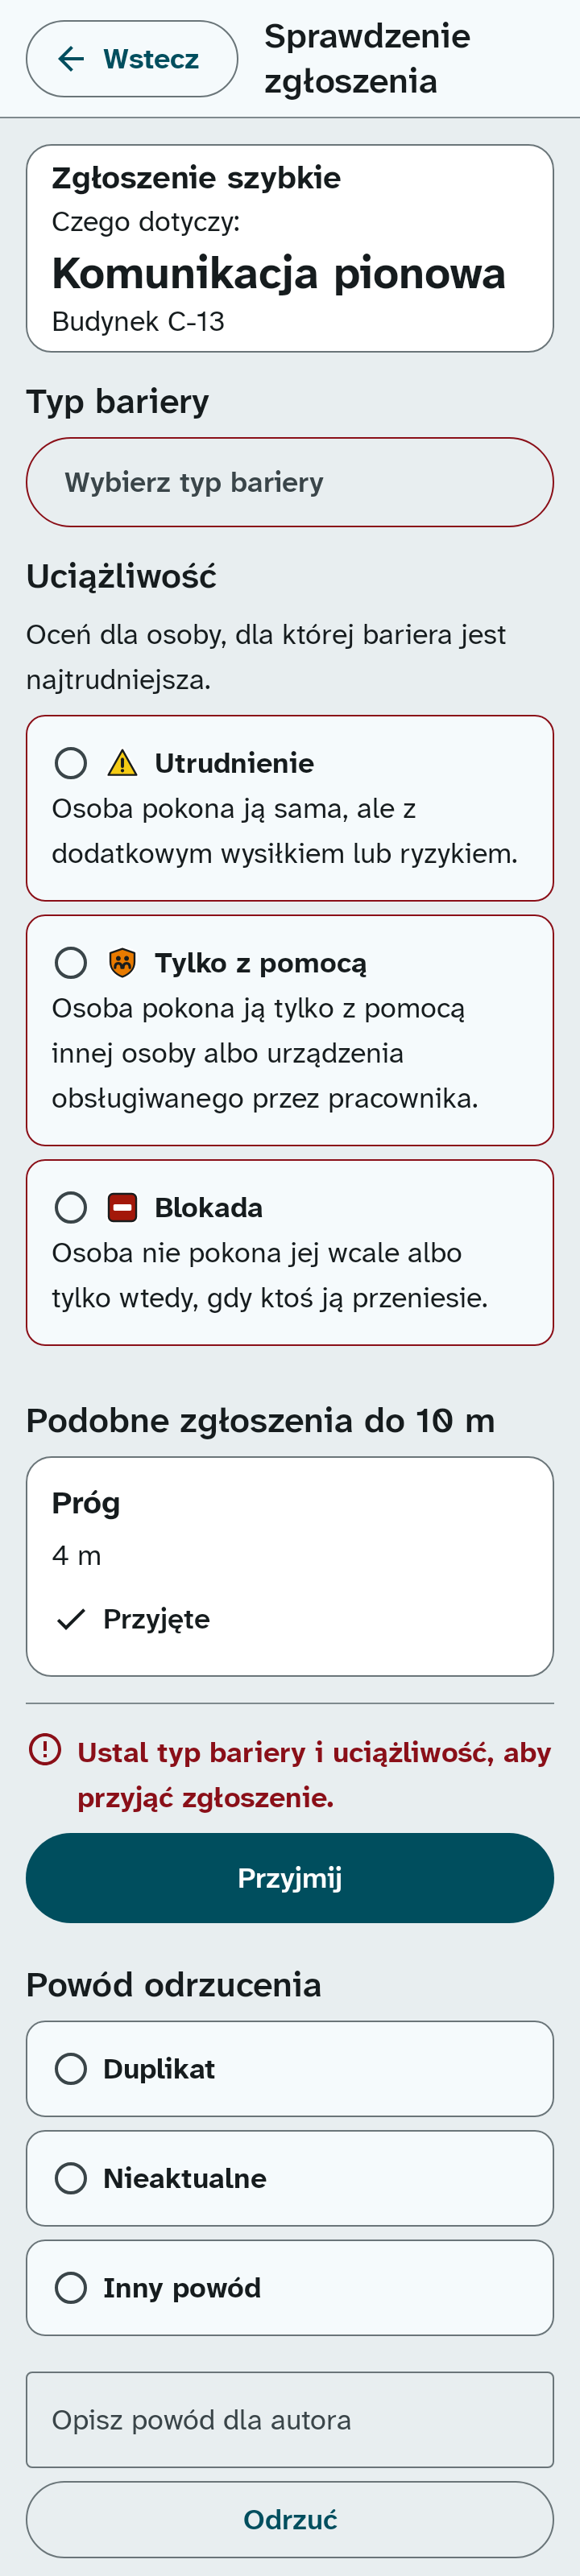 Wstecz
Sprawdzenie
zgłoszenia
Zgłoszenie szybkie
Czego dotyczy:
Komunikacja pionowa
Budynek C-13
Typ bariery
Wybierz typ bariery
Uciążliwość
Oceń dla osoby, dla której bariera jest
najtrudniejsza.
Utrudnienie
Osoba pokona ją sama, ale z
dodatkowym wysiłkiem lub ryzykiem.
Tylko z pomocą
Osoba pokona ją tylko z pomocą
innej osoby albo urządzenia
obsługiwanego przez pracownika.
Blokada
Osoba nie pokona jej wcale albo
tylko wtedy, gdy ktoś ją przeniesie.
Podobne zgłoszenia do 10 m
Próg
4 m
Przyjęte
Ustal typ bariery i uciążliwość, aby
przyjąć zgłoszenie.
Przyjmij
Powód odrzucenia
Duplikat
Nieaktualne
Inny powód
Opisz powód dla autora
Odrzuć